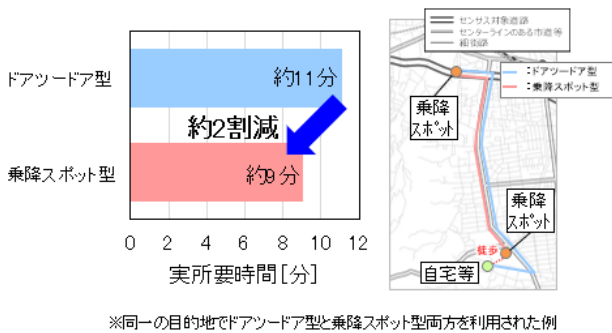 ドアツードア型
約11分
約2割減
乗降スポット型
約9分
0 2 4 6 8 10 12
実所要時間[分]
センサス対象道路
センターラインのある市道等
細街路
:ドアツードア型
:乗降スポット型
乗降
スポット
乗降
スポット
徒歩
自宅等
※同一の目的地でドアツードア型と乗降スポット型両方を利用された例